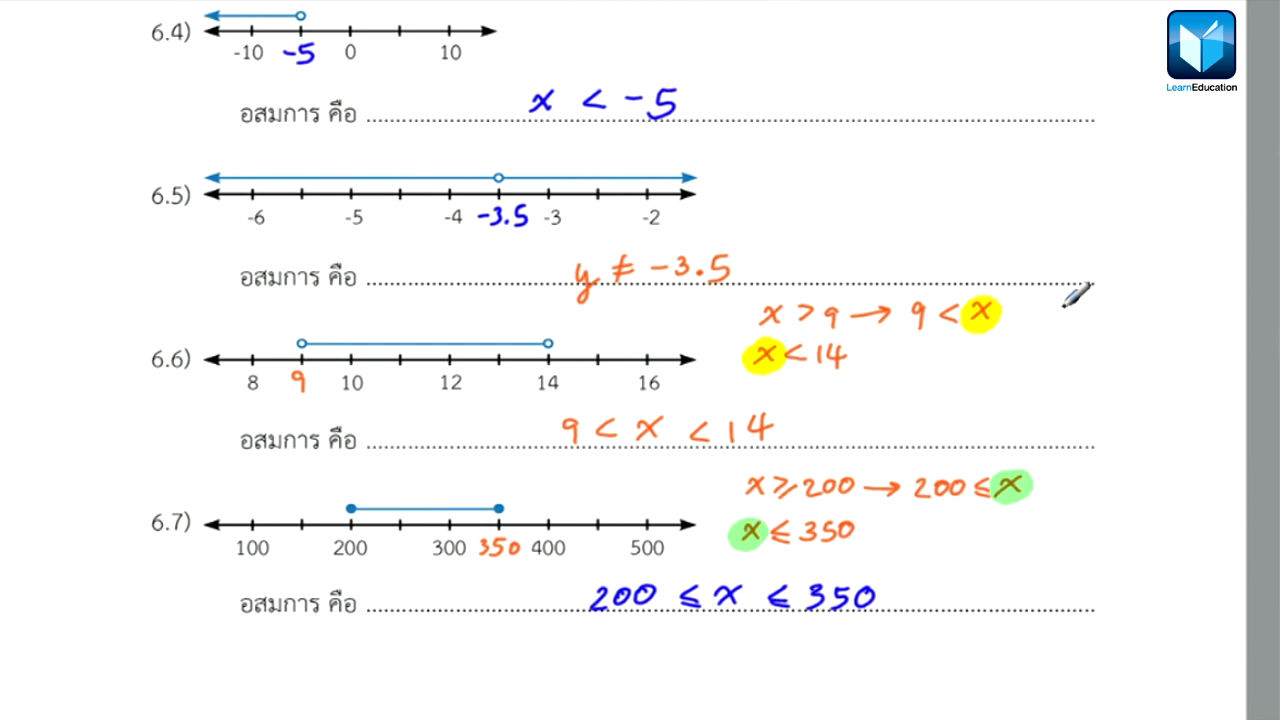 6.4)
-10 -5 0 10
อสมการ คือ x < -5
6.5)
-6 -5 -4 -3.5 -3 -2
อสมการ คือ y ≠ -3.5
x > 9 → 9 < x
x < 14
6.6)
8 9 10 12 14 16
อสมการ คือ 9 < x < 14
x ≥ 200 → 200 ≤ x
x ≤ 350
6.7)
100 200 300 350 400 500
อสมการ คือ 200 ≤ x ≤ 350
LearnEducation